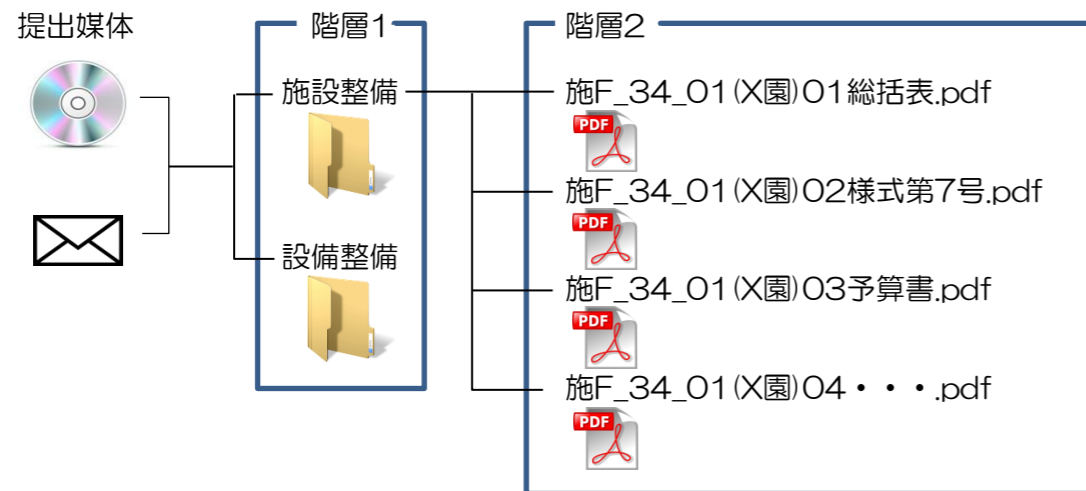 提出媒体
階層1
階層2
施設整備
設備整備
施F_34_01(X園)01総括表.pdf
PDF
施F_34_01(X園)02様式第7号.pdf
PDF
施F_34_01(X園)03予算書.pdf
PDF
施F_34_01(X園)04・・・.pdf
PDF